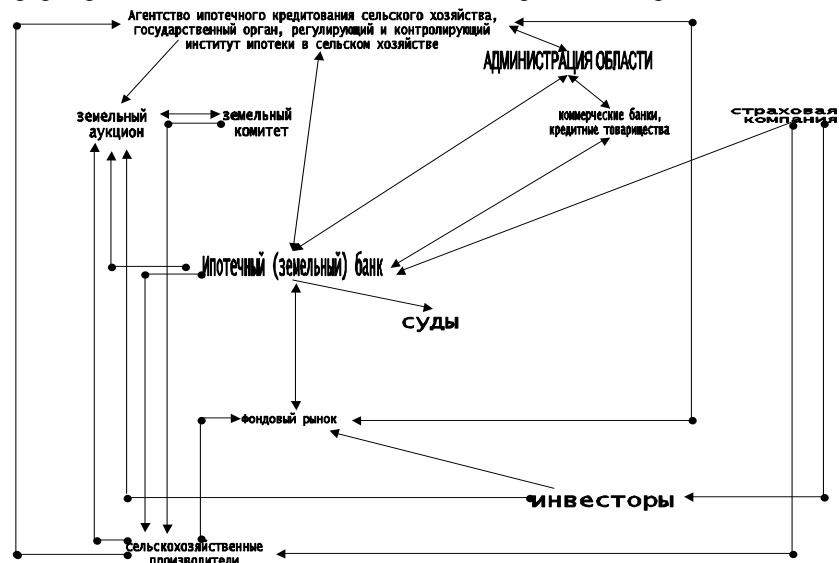 Агентство ипотечного кредитования сельского хозяйства,
государственный орган, регулирующий и контролирующий
институт ипотеки в сельском хозяйстве
АДМИНИСТРАЦИЯ ОБЛАСТИ
земельный
аукцион
земельный
комитет
коммерческие банки,
кредитные товарищества
страховая
компания
Ипотечный (земельный) банк
суды
фондовый рынок
инвесторы
сельскохозяйственные
производители